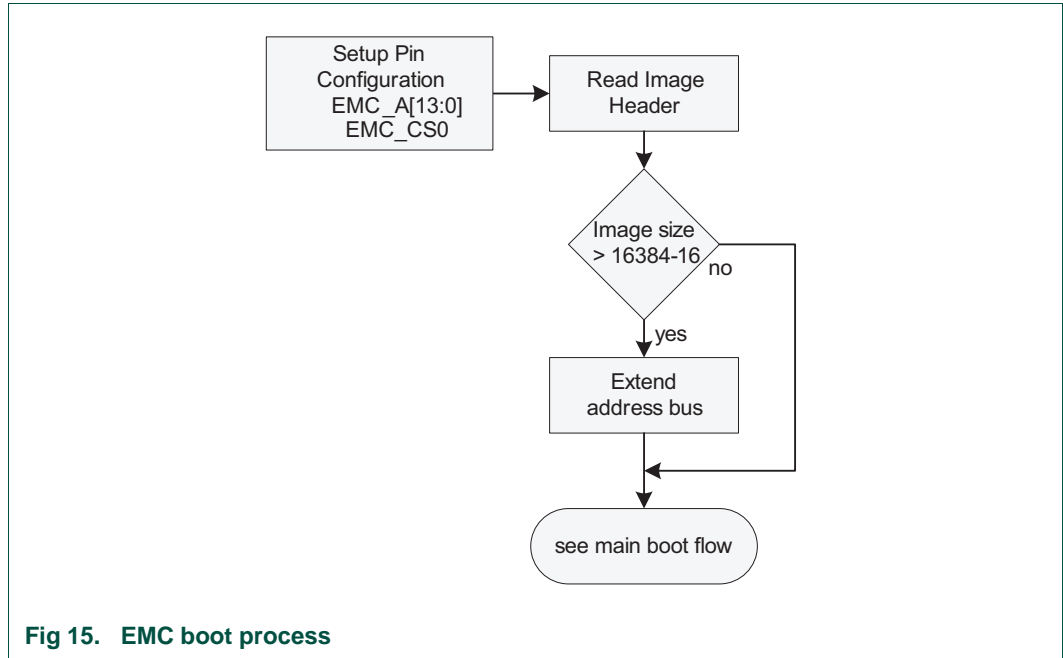 Setup Pin
Configuration
EMC_A[13:0]
EMC_CS0
Read Image
Header
Image size
> 16384-16
no
yes
Extend
address bus
see main boot flow
Fig 15. EMC boot process